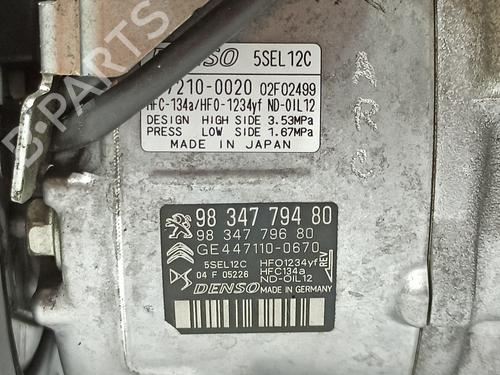 DENSO 5SEL12C
7210-0020 02F02499
HFC-134a/HFO-1234yf ND-OIL12
DESIGN HIGH SIDE 3.53MPa
PRESS LOW SIDE 1.67MPa
MADE IN JAPAN
ARO
98 347 794 80
98 347 796 80
GE447110-0670
5SEL12C HFO1234yf
04 F 05226 HFC134a
ND-OIL12
REV
DENSO MADE IN GERMANY
B-PARTS